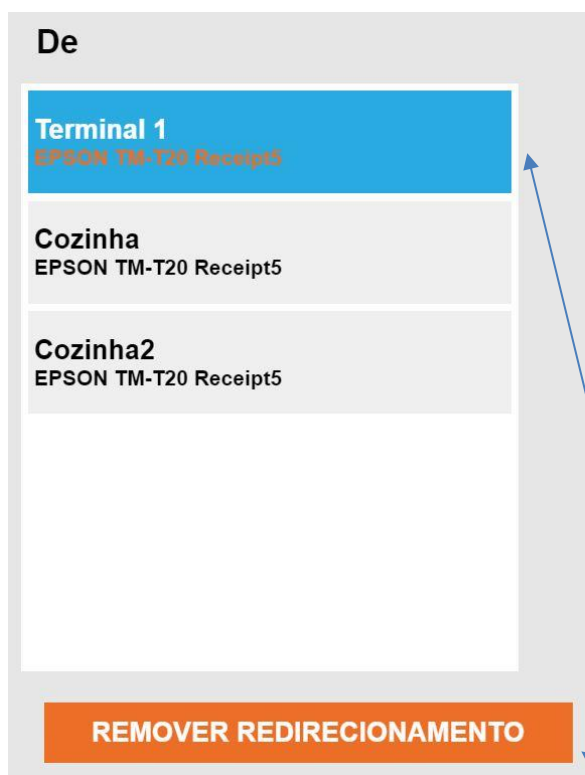 De
Terminal 1
EPSON TM-T20 Receipt5
Cozinha
EPSON TM-T20 Receipt5
Cozinha2
EPSON TM-T20 Receipt5
REMOVER REDIRECIONAMENTO